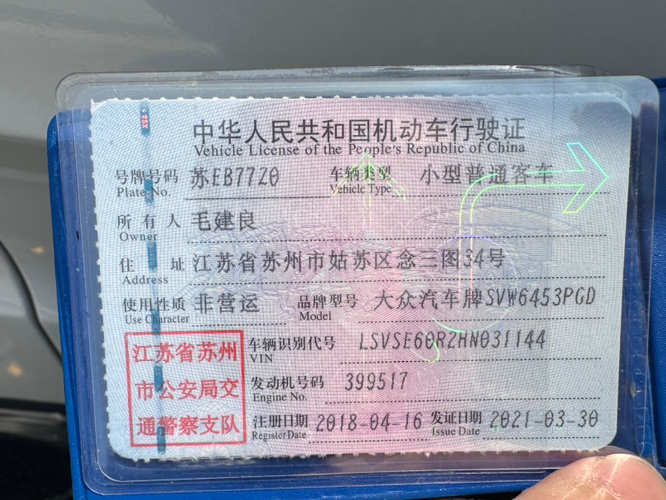 中华人民共和国机动车行驶证
Vehicle License of the People's Republic of China
号牌号码 苏EB77Z0 车辆类型 小型普通客车
Plate No. Vehicle Type
所有人 毛建良
Owner
住址 江苏省苏州市姑苏区念三图34号
Address
使用性质 非营运 品牌型号 大众汽车牌SVW6453PGD
Use Character Model
江苏省苏州 车辆识别代号 LSVSE60R2HN031144
VIN
市公安局交 发动机号码 399517
Engine No.
通警察支队 注册日期 2018-04-16 发证日期 2021-03-30
Register Date Issue Date